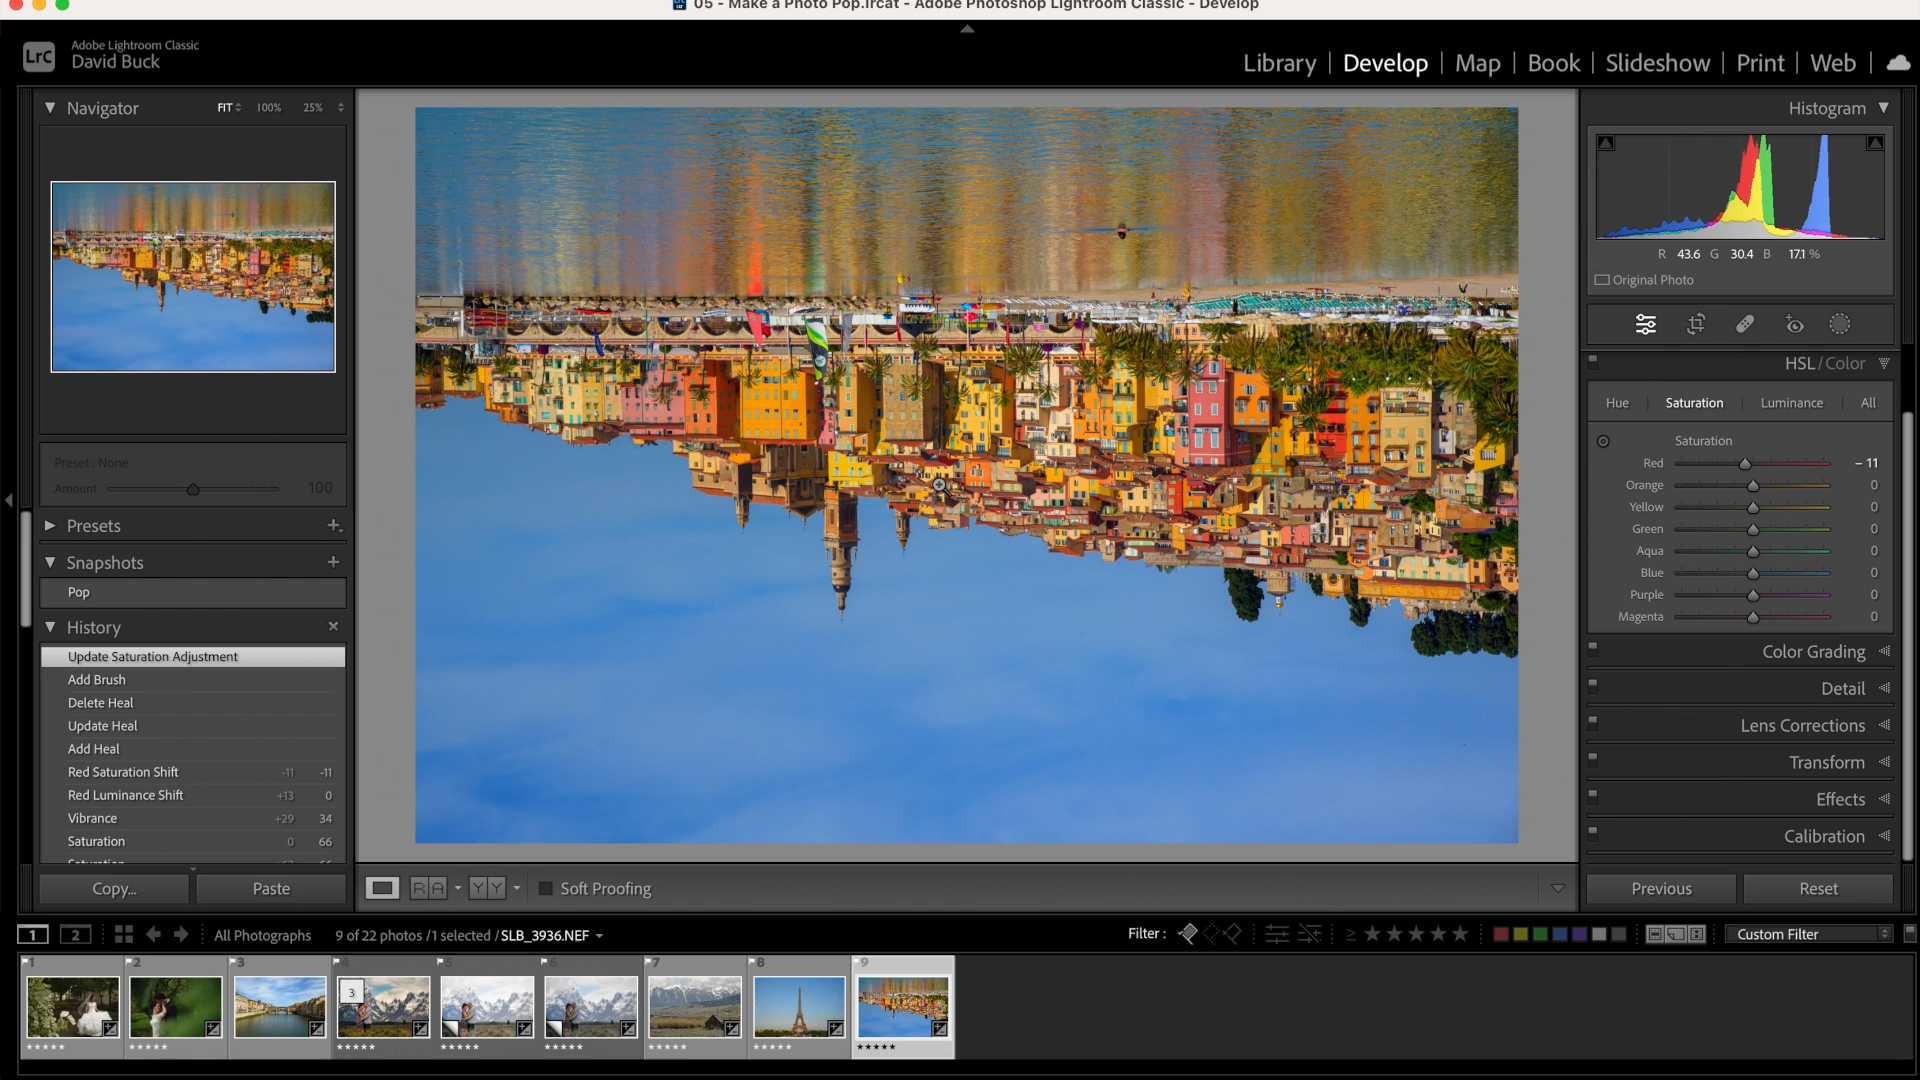 05 - Make a Photo Pop.lrcat - Adobe Photoshop Lightroom Classic - Develop
LrC
Adobe Lightroom Classic
David Buck
Library | Develop | Map | Book | Slideshow | Print | Web
Navigator FIT 100% 25%
Preset : None
Amount 100
Presets
Snapshots
Pop
History
Update Saturation Adjustment
Add Brush
Delete Heal
Update Heal
Add Heal
Red Saturation Shift -11 -11
Red Luminance Shift +13 0
Vibrance +29 34
Saturation 0 66
Copy... Paste
R A Y Y Soft Proofing
Histogram
R 43.6 G 30.4 B 17.1 %
Original Photo
HSL / Color
Hue Saturation Luminance All
Saturation
Red – 11
Orange 0
Yellow 0
Green 0
Aqua 0
Blue 0
Purple 0
Magenta 0
Color Grading
Detail
Lens Corrections
Transform
Effects
Calibration
Previous Reset
1 2 All Photographs 9 of 22 photos /1 selected / SLB_3936.NEF
Filter : ≥ Custom Filter
1 2 3 4 5 6 7 8 9
3